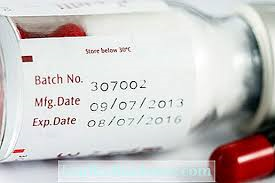 Store below 30°C
Batch No. 307002
Mfg.Date 09/07/2013
Exp.Date 08/07/2016